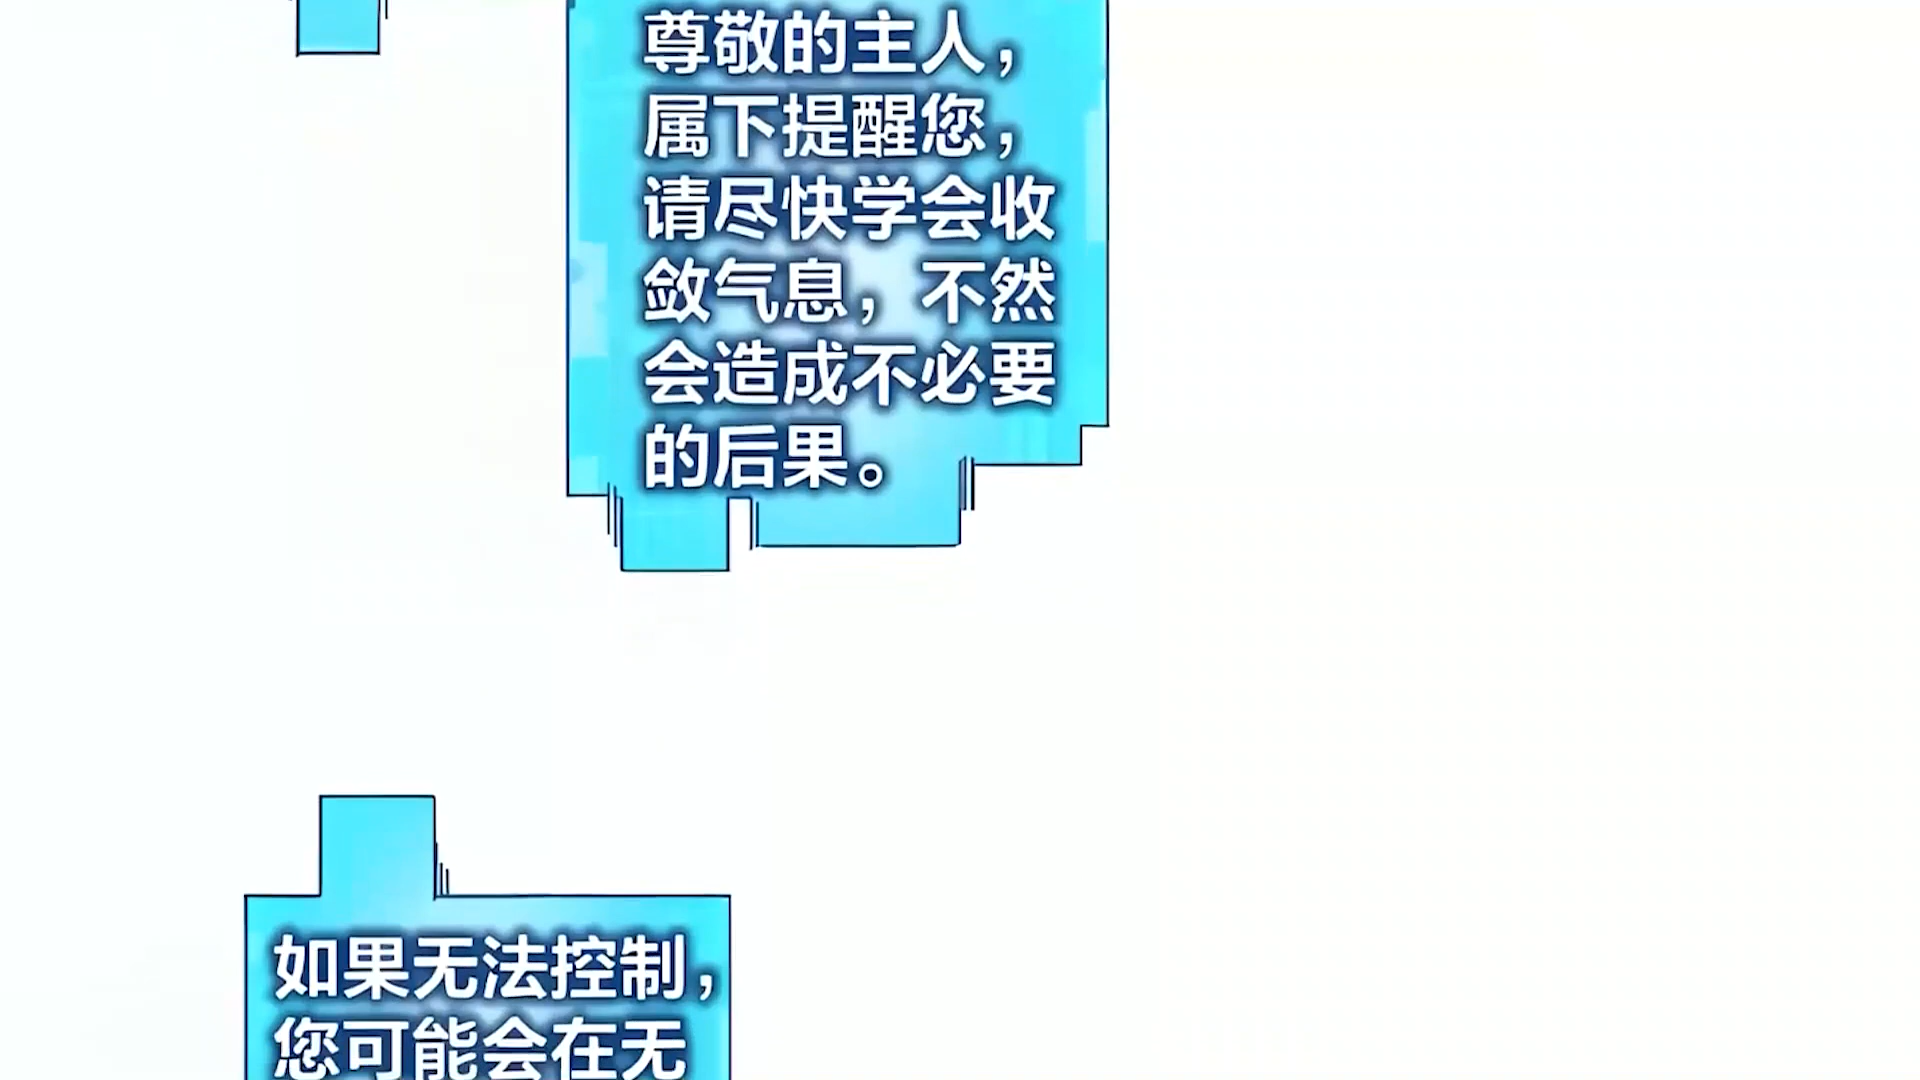 尊敬的主人，
属下提醒您，
请尽快学会收
敛气息，不然
会造成不必要
的后果。
如果无法控制，
您可能会在无